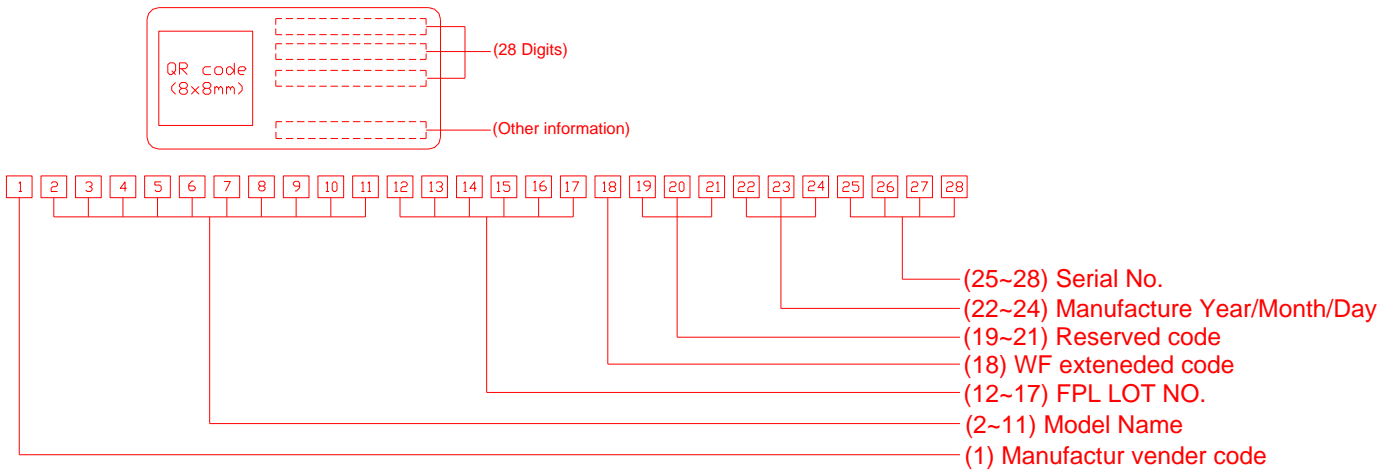 QR code
(8x8mm)
(28 Digits)
(Other information)
1 2 3 4 5 6 7 8 9 10 11 12 13 14 15 16 17 18 19 20 21 22 23 24 25 26 27 28
(25~28) Serial No.
(22~24) Manufacture Year/Month/Day
(19~21) Reserved code
(18) WF exteneded code
(12~17) FPL LOT NO.
(2~11) Model Name
(1) Manufactur vender code